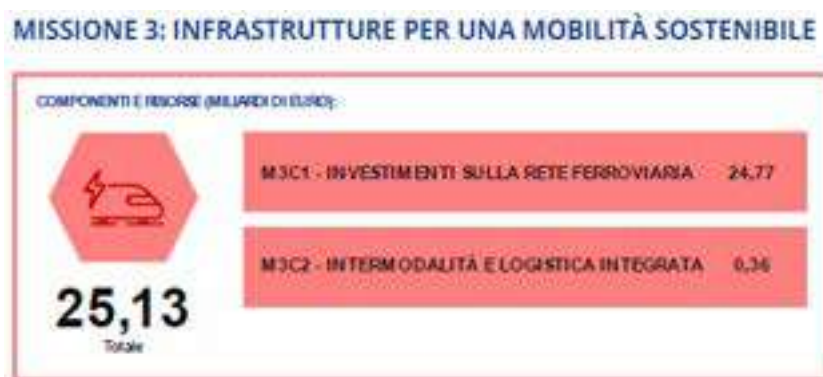 MISSIONE 3: INFRASTRUTTURE PER UNA MOBILITÀ SOSTENIBILE
COMPONENTI E RISORSE (MILIARDI DI EURO):
M3C1 - INVESTIMENTI SULLA RETE FERROVIARIA 24,77
M3C2 - INTERMODALITÀ E LOGISTICA INTEGRATA 0,36
25,13
Totale